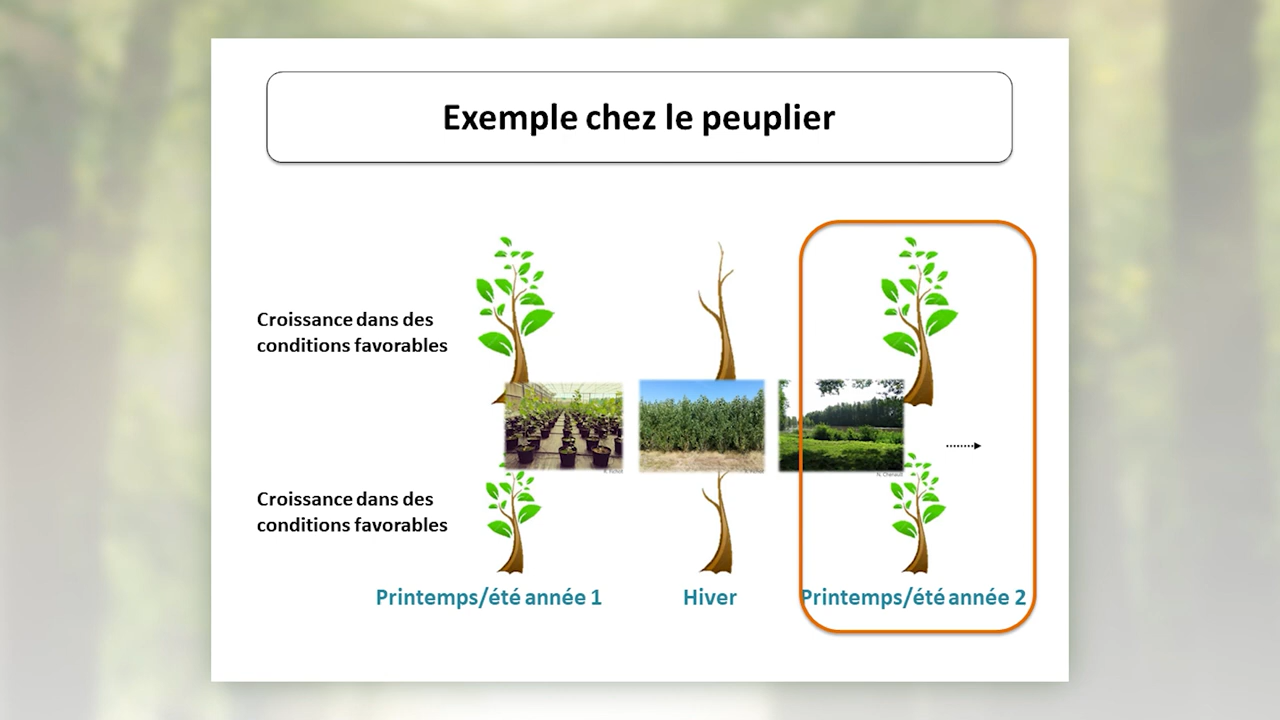 Exemple chez le peuplier
Croissance dans des
conditions favorables
Croissance dans des
conditions favorables
Printemps/été année 1
Hiver
Printemps/été année 2